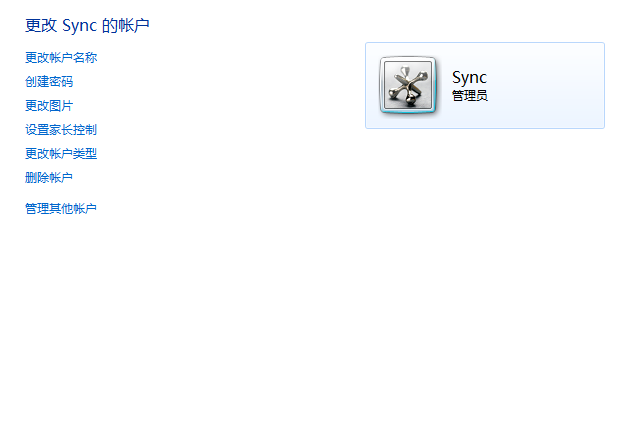 更改 Sync 的帐户
更改帐户名称
创建密码
更改图片
设置家长控制
更改帐户类型
删除帐户
管理其他帐户
Sync
管理员